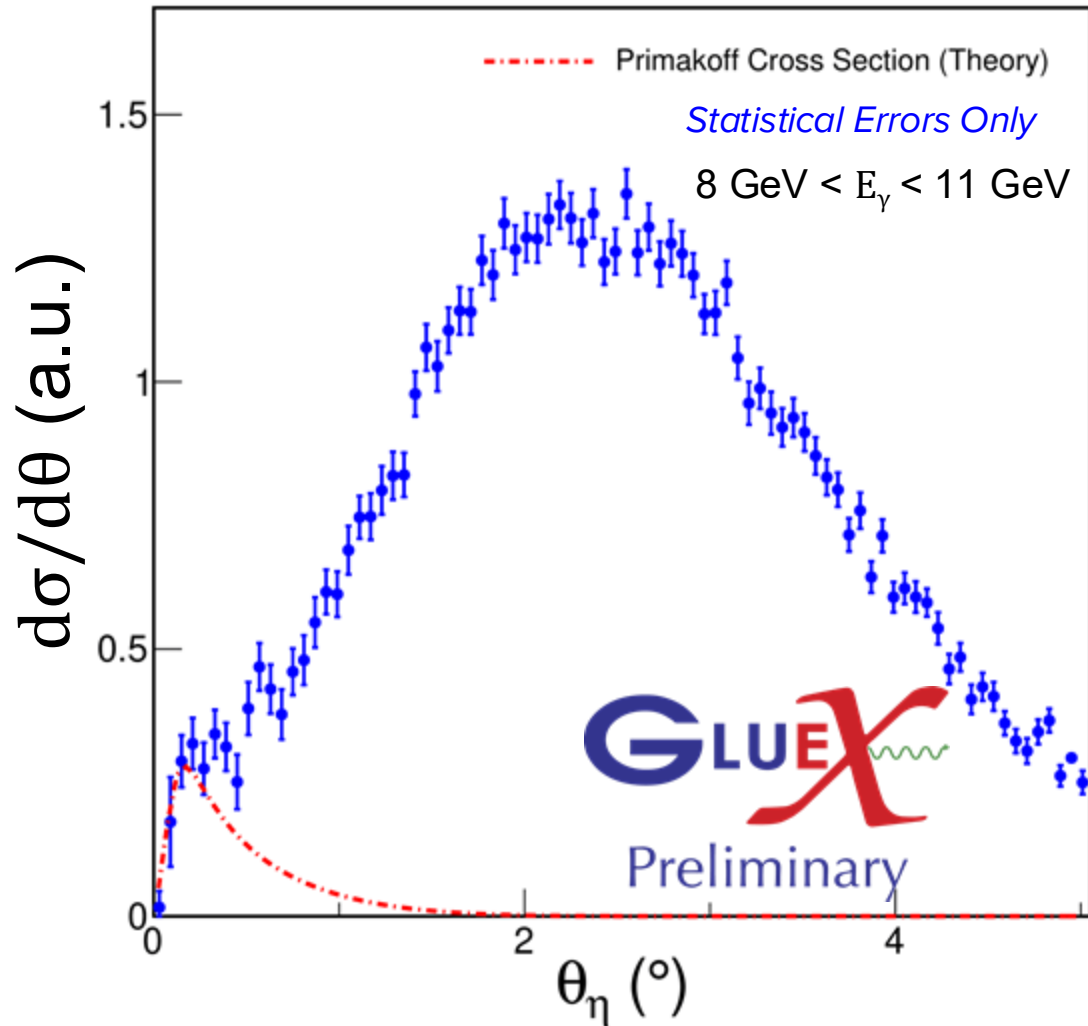 Primakoff Cross Section (Theory)
Statistical Errors Only
8 GeV < Eγ < 11 GeV
dσ/dθ (a.u.)
1.5
1
0.5
0
0
2
4
θη (°)
GLUEX
Preliminary